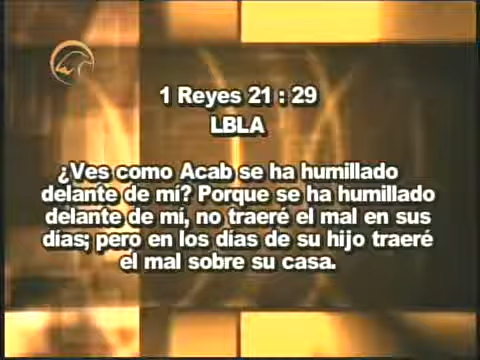 1 Reyes 21 : 29
LBLA
¿Ves como Acab se ha humillado
delante de mí? Porque se ha humillado
delante de mí, no traeré el mal en sus
días; pero en los días de su hijo traeré
el mal sobre su casa.